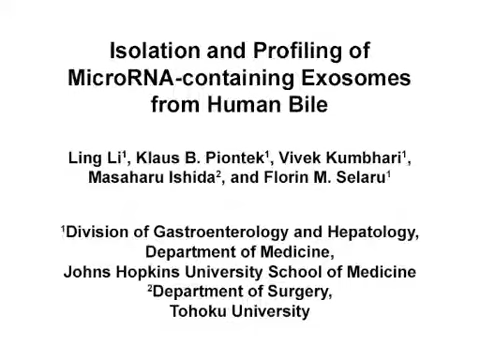 Isolation and Profiling of
MicroRNA-containing Exosomes
from Human Bile
Ling Li¹, Klaus B. Piontek¹, Vivek Kumbhari¹,
Masaharu Ishida², and Florin M. Selaru¹
¹Division of Gastroenterology and Hepatology,
Department of Medicine,
Johns Hopkins University School of Medicine
²Department of Surgery,
Tohoku University